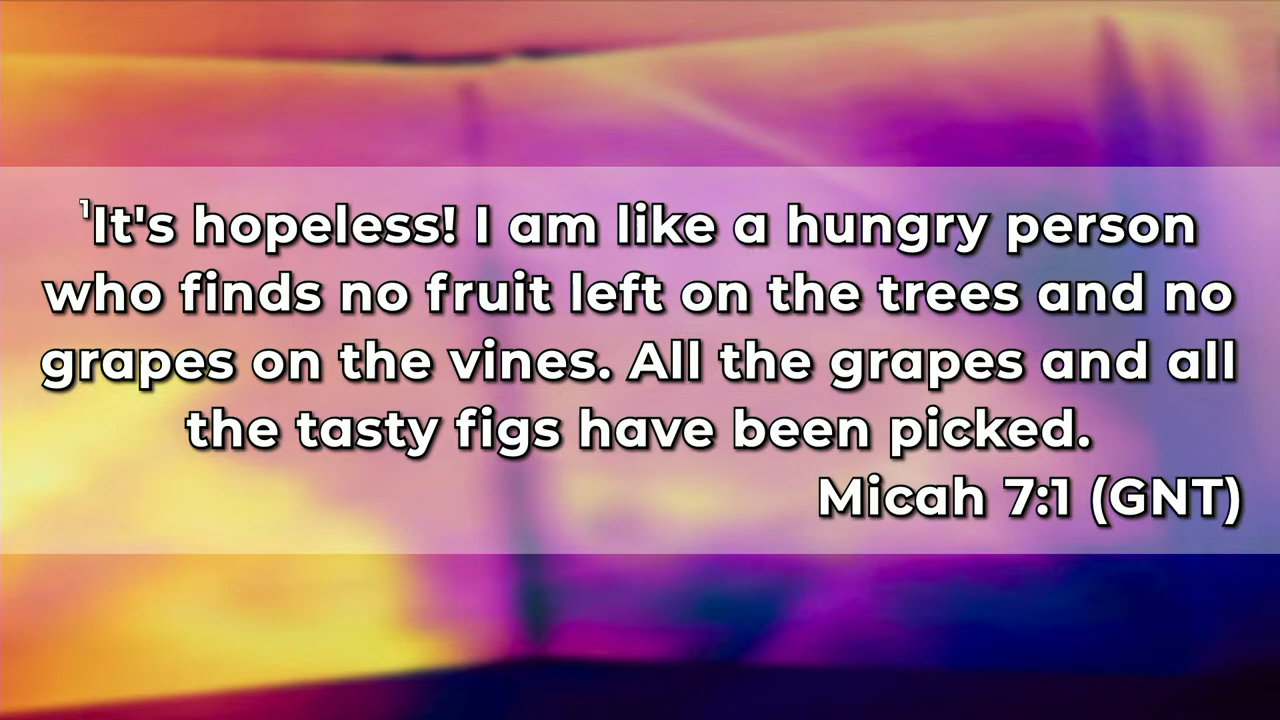 ¹It's hopeless! I am like a hungry person
who finds no fruit left on the trees and no
grapes on the vines. All the grapes and all
the tasty figs have been picked.
Micah 7:1 (GNT)